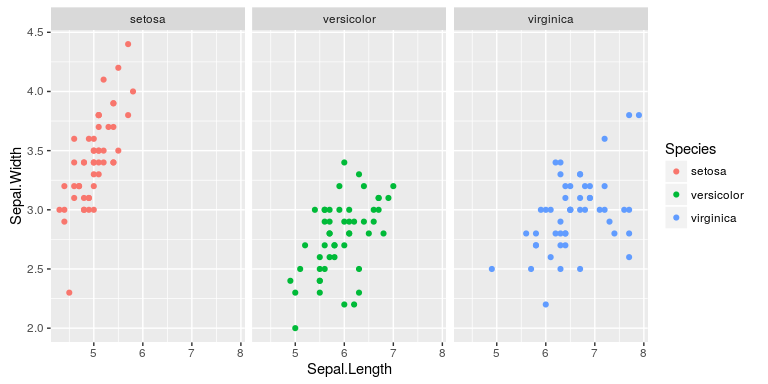 setosa versicolor virginica
4.5
4.0
3.5
3.0
2.5
2.0
Sepal.Width
5 6 7 8 5 6 7 8 5 6 7 8
Sepal.Length
Species
setosa
versicolor
virginica